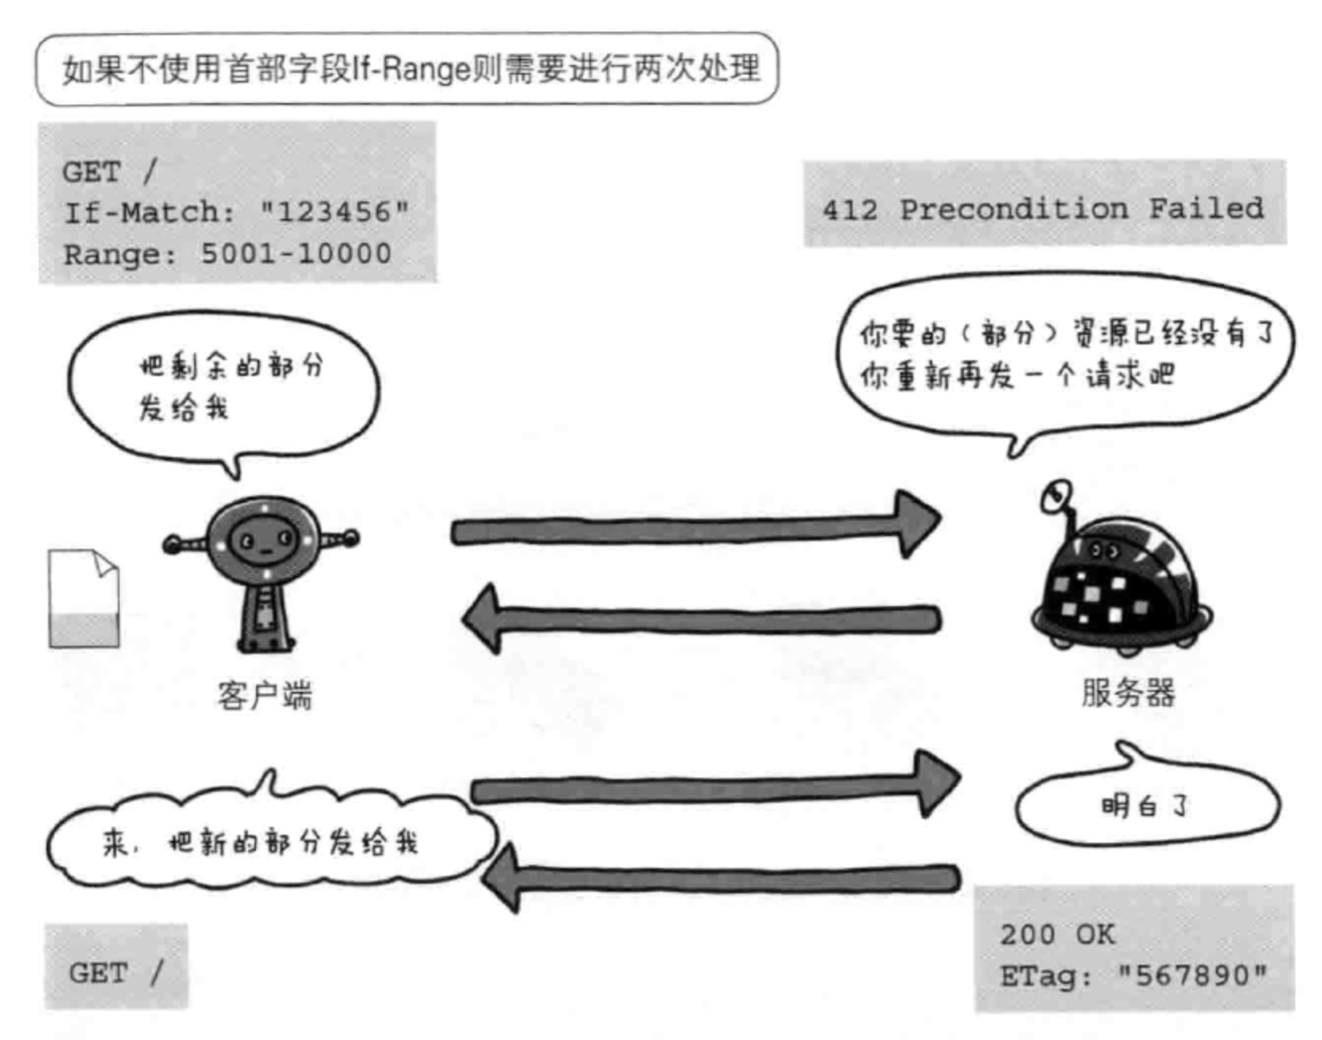 如果不使用首部字段If-Range则需要进行两次处理
GET /
If-Match: "123456"
Range: 5001-10000
412 Precondition Failed
把剩余的部分
发给我
你要的（部分）资源已经没有了
你重新再发一个请求吧
客户端
服务器
来，把新的部分发给我
明白了
GET /
200 OK
ETag: "567890"